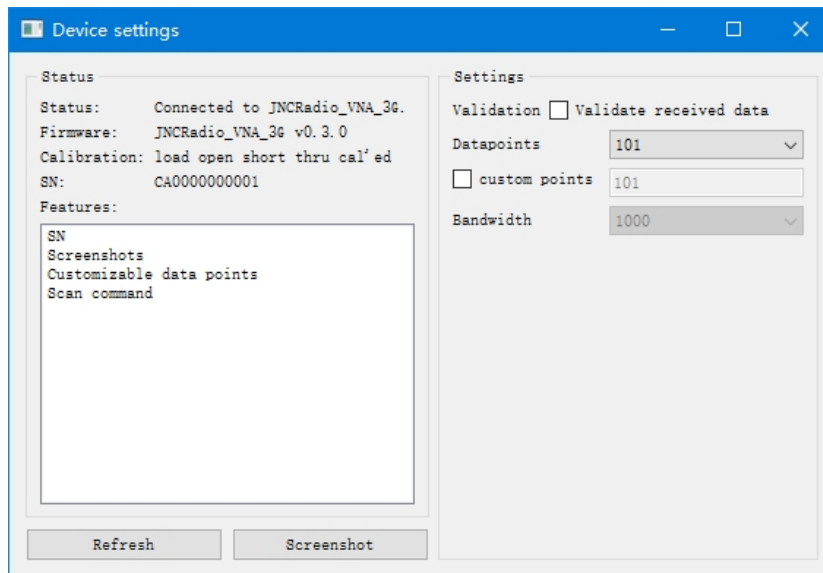 Device settings
Status
Status: Connected to JNCRadio_VNA_3G.
Firmware: JNCRadio_VNA_3G v0.3.0
Calibration: load open short thru cal'ed
SN: CA0000000001
Features:
SN
Screenshots
Customizable data points
Scan command
Refresh
Screenshot
Settings
Validation Validate received data
Datapoints 101
custom points 101
Bandwidth 1000